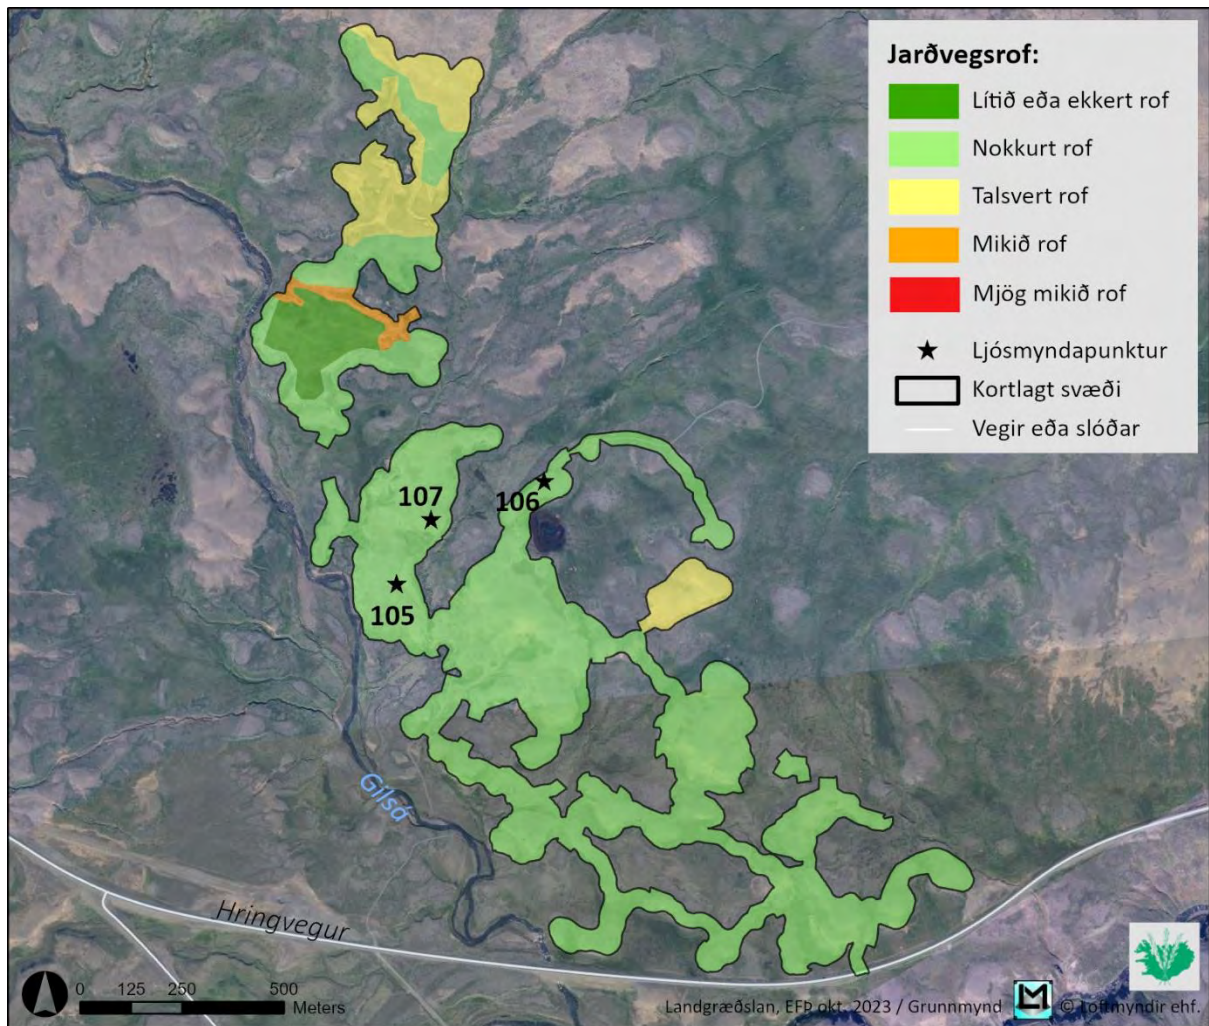 Jarðvegsrof:
Lítið eða ekkert rof
Nokkurt rof
Talsvert rof
Mikið rof
Mjög mikið rof
Ljósmyndapunktur
Kortlagt svæði
Vegir eða slóðar
107
106
105
Gilsá
Hringvegur
0 125 250 500
Meters
Landgræðslan, EFÞ okt. 2023 / Grunnmynd © Loftmyndir ehf.